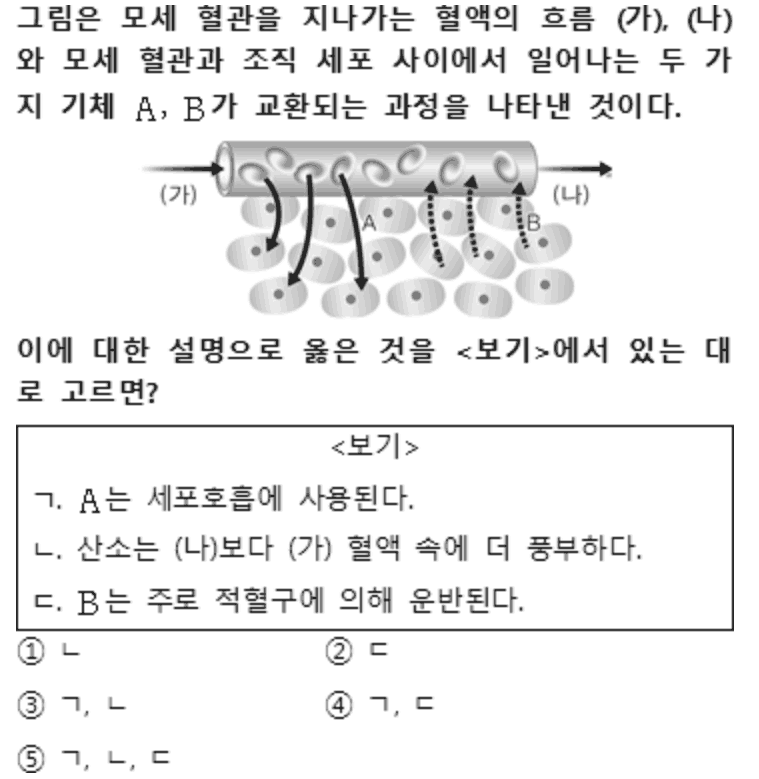 그림은 모세 혈관을 지나가는 혈액의 흐름 (가), (나)
와 모세 혈관과 조직 세포 사이에서 일어나는 두 가
지 기체 A, B가 교환되는 과정을 나타낸 것이다.
(가)
(나)
A
B
이에 대한 설명으로 옳은 것을 <보기>에서 있는 대
로 고르면?
<보기>
ㄱ. A는 세포호흡에 사용된다.
ㄴ. 산소는 (나)보다 (가) 혈액 속에 더 풍부하다.
ㄷ. B는 주로 적혈구에 의해 운반된다.
① ㄴ ② ㄷ
③ ㄱ, ㄴ ④ ㄱ, ㄷ
⑤ ㄱ, ㄴ, ㄷ